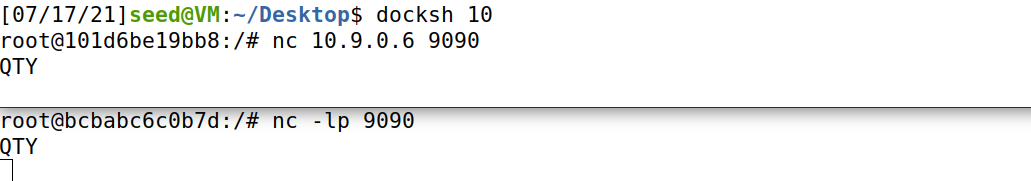 [07/17/21]seed@VM:~/Desktop$ docksh 10
root@101d6be19bb8:/# nc 10.9.0.6 9090
QTY
root@bcbabc6c0b7d:/# nc -lp 9090
QTY